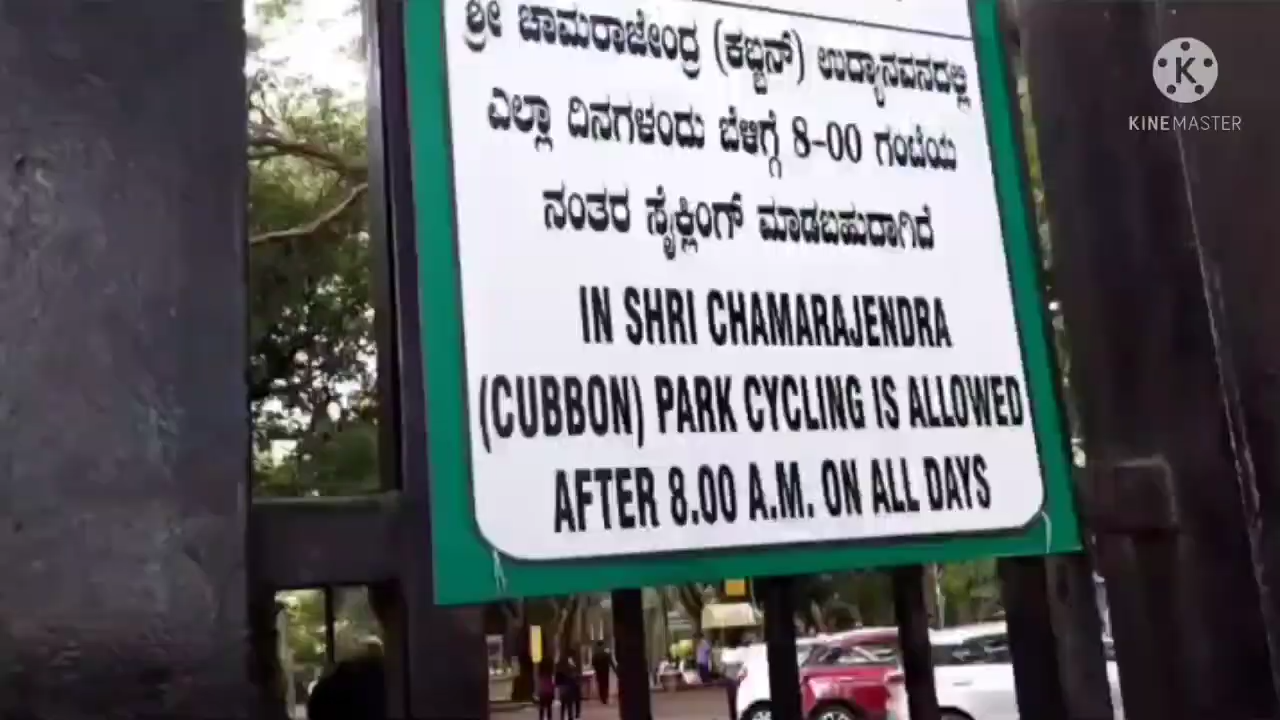 ಶ್ರೀ ಚಾಮರಾಜೇಂದ್ರ (ಕಬ್ಬನ್) ಉದ್ಯಾನವನದಲ್ಲಿ
ಎಲ್ಲಾ ದಿನಗಳಂದು ಬೆಳಿಗ್ಗೆ 8-00 ಗಂಟೆಯ
ನಂತರ ಸೈಕ್ಲಿಂಗ್ ಮಾಡಬಹುದಾಗಿದೆ
IN SHRI CHAMARAJENDRA
(CUBBON) PARK CYCLING IS ALLOWED
AFTER 8.00 A.M. ON ALL DAYS
K
KINEMASTER